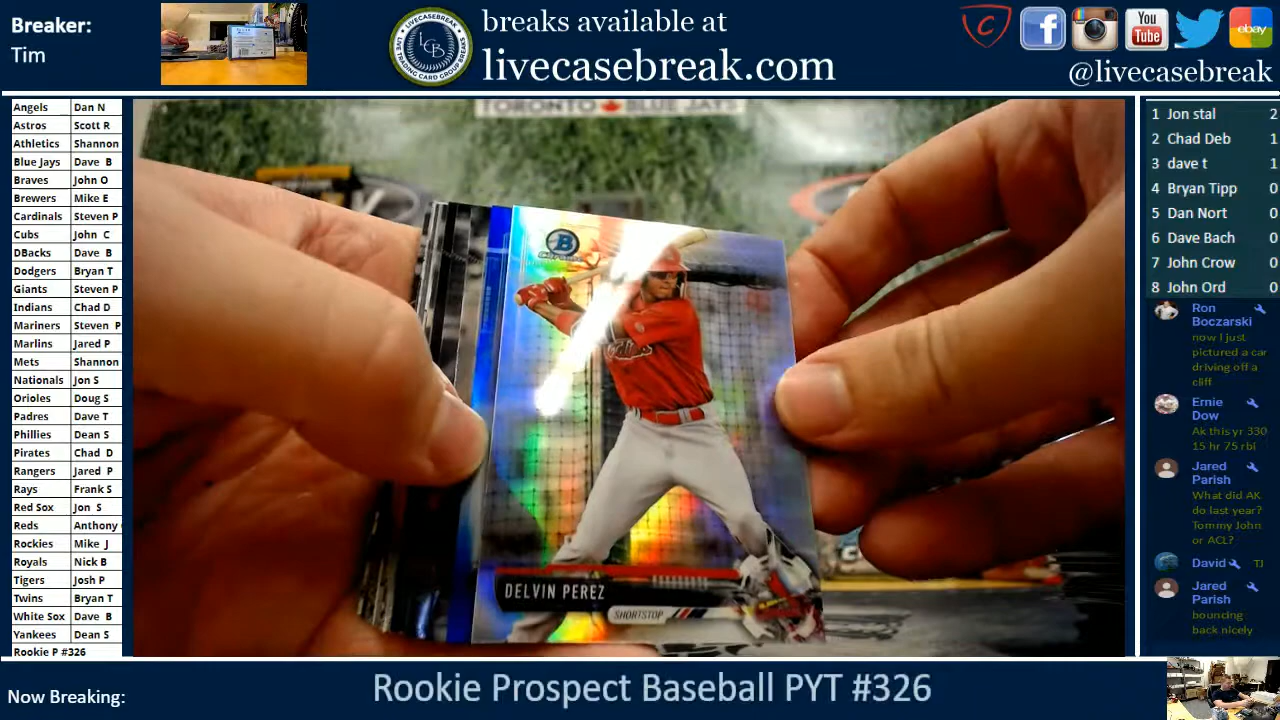 Breaker:
Tim
breaks available at
livecasebreak.com
LIVECASEBREAK
LCB
You
Tube
ebay
@livecasebreak
Angels Dan N
Astros Scott R
Athletics Shannon
Blue Jays Dave B
Braves John O
Brewers Mike E
Cardinals Steven P
Cubs John C
DBacks Dave B
Dodgers Bryan T
Giants Steven P
Indians Chad D
Mariners Steven P
Marlins Jared P
Mets Shannon
Nationals Jon S
Orioles Doug S
Padres Dave T
Phillies Dean S
Pirates Chad D
Rangers Jared P
Rays Frank S
Red Sox Jon S
Reds Anthony
Rockies Mike J
Royals Nick B
Tigers Josh P
Twins Bryan T
White Sox Dave B
Yankees Dean S
Rookie P #326
TORONTO BLUE JAYS
B
DELVIN PEREZ
SHORTSTOP
1 Jon stal 2
2 Chad Deb 1
3 dave t 1
4 Bryan Tipp 0
5 Dan Nort 0
6 Dave Bach 0
7 John Crow 0
8 John Ord 0
Ron
Boczarski
now I just
pictured a car
driving off a
cliff
Ernie
Dow
Ak this yr 330
15 hr 75 rbi
Jared
Parish
What did AK
do last year?
Tommy John
or ACL?
David TJ
Jared
Parish
bouncing
back nicely
Now Breaking:
Rookie Prospect Baseball PYT #326